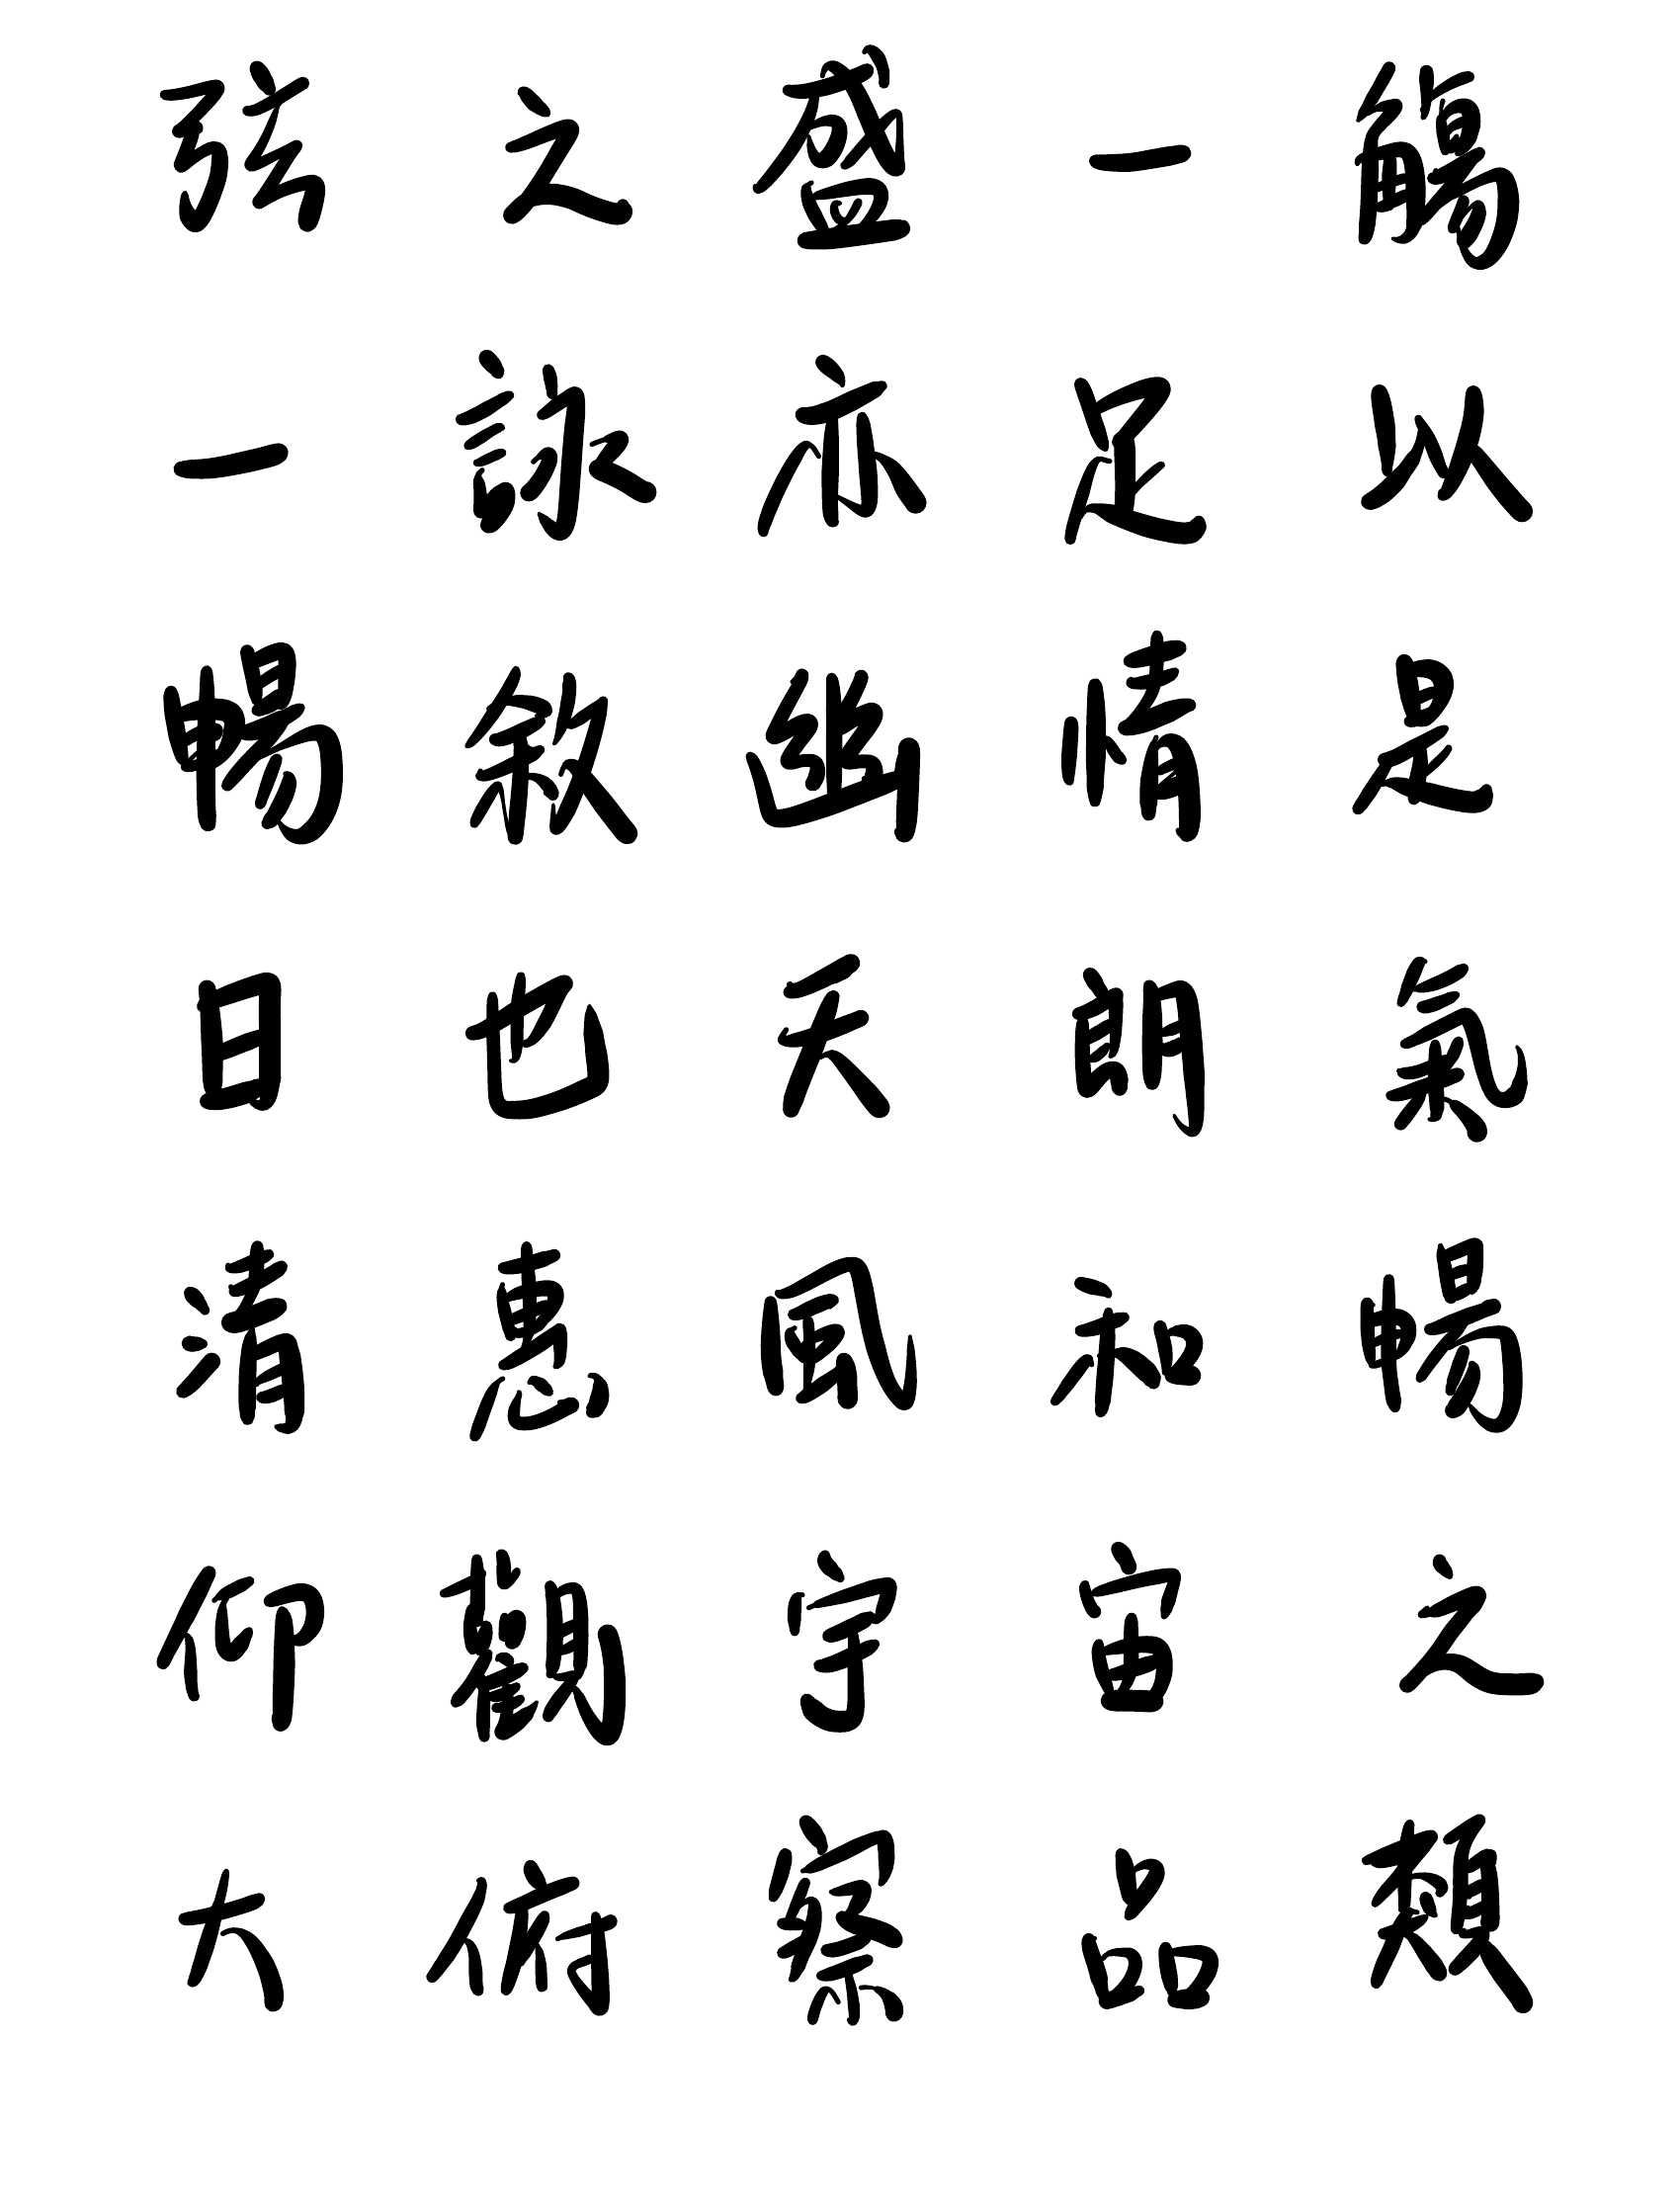 弦之盛一觴
一詠亦足以
暢敘幽情是
日也天朗氣
清惠風和暢
仰觀宇宙之
大俯察品類